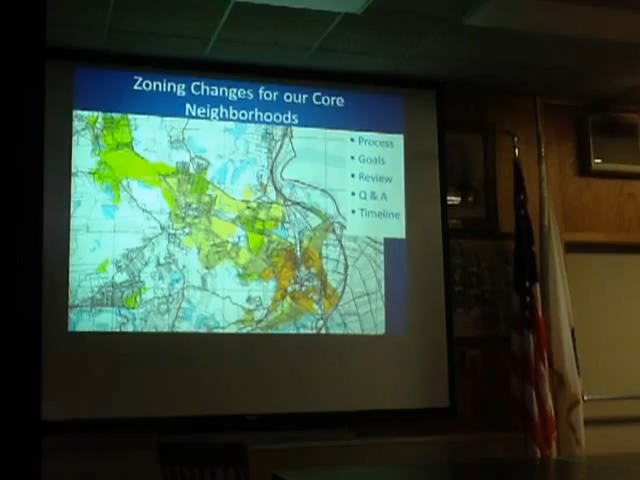 Zoning Changes for our Core
Neighborhoods
• Process
• Goals
• Review
• Q & A
• Timeline